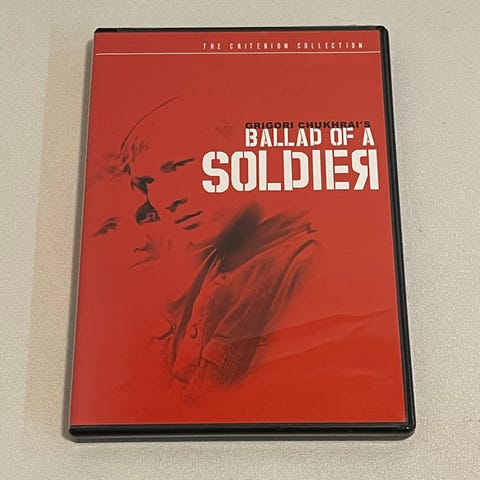 THE CRITERION COLLECTION
GRIGORI CHUKHRAI'S
BALLAD OF A
SOLDIEЯ